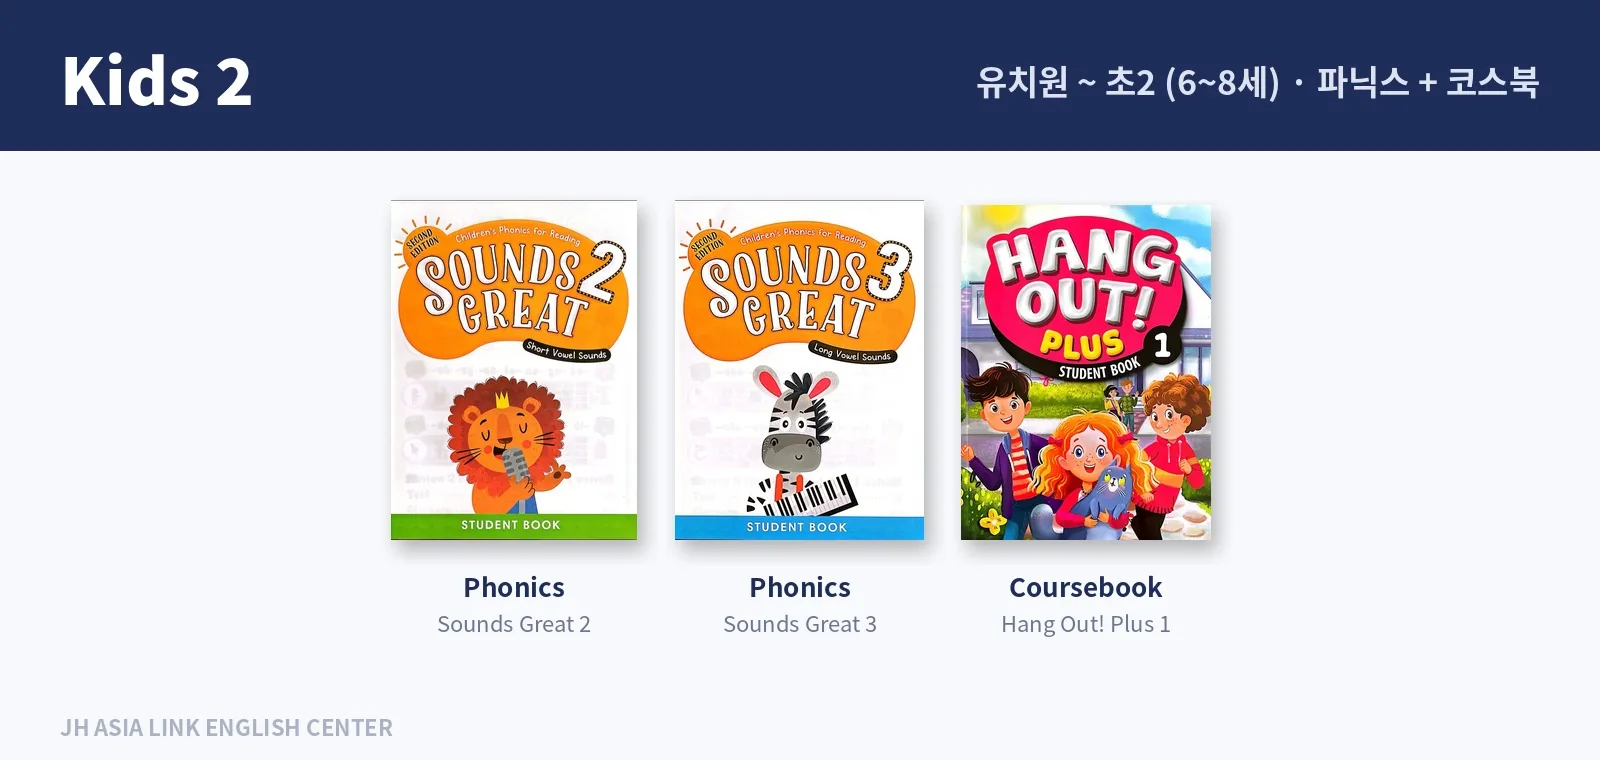 Kids 2
유치원 ~ 초2 (6~8세) · 파닉스 + 코스북
SECOND
EDITION
Children's Phonics for Reading
SOUNDS 2
GREAT
Short Vowel Sounds
STUDENT BOOK
SECOND
EDITION
Children's Phonics for Reading
SOUNDS 3
GREAT
Long Vowel Sounds
STUDENT BOOK
HANG
OUT!
PLUS 1
STUDENT BOOK
Phonics
Sounds Great 2
Phonics
Sounds Great 3
Coursebook
Hang Out! Plus 1
JH ASIA LINK ENGLISH CENTER